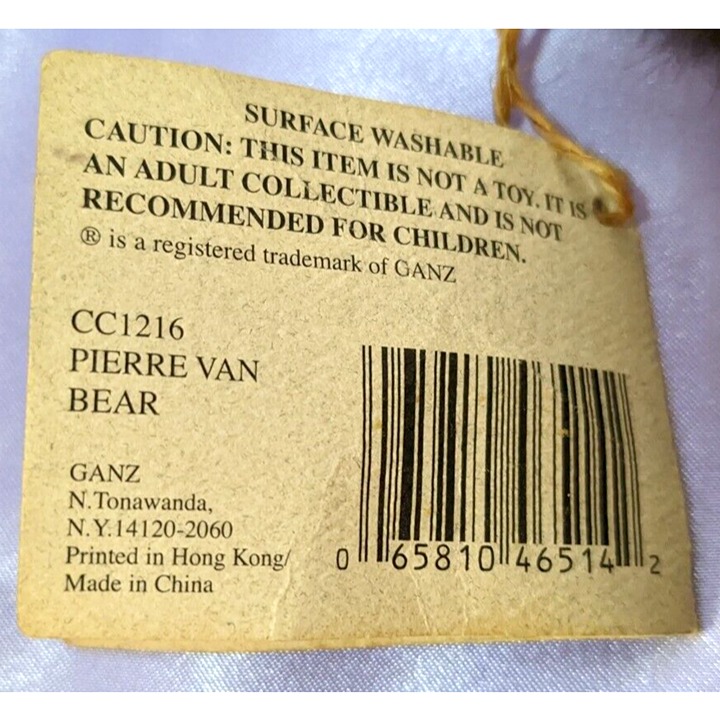 SURFACE WASHABLE
CAUTION: THIS ITEM IS NOT A TOY. IT IS
AN ADULT COLLECTIBLE AND IS NOT
RECOMMENDED FOR CHILDREN.
® is a registered trademark of GANZ
CC1216
PIERRE VAN
BEAR
GANZ
N.Tonawanda,
N.Y.14120-2060
Printed in Hong Kong/
Made in China
0 65810 46514 2